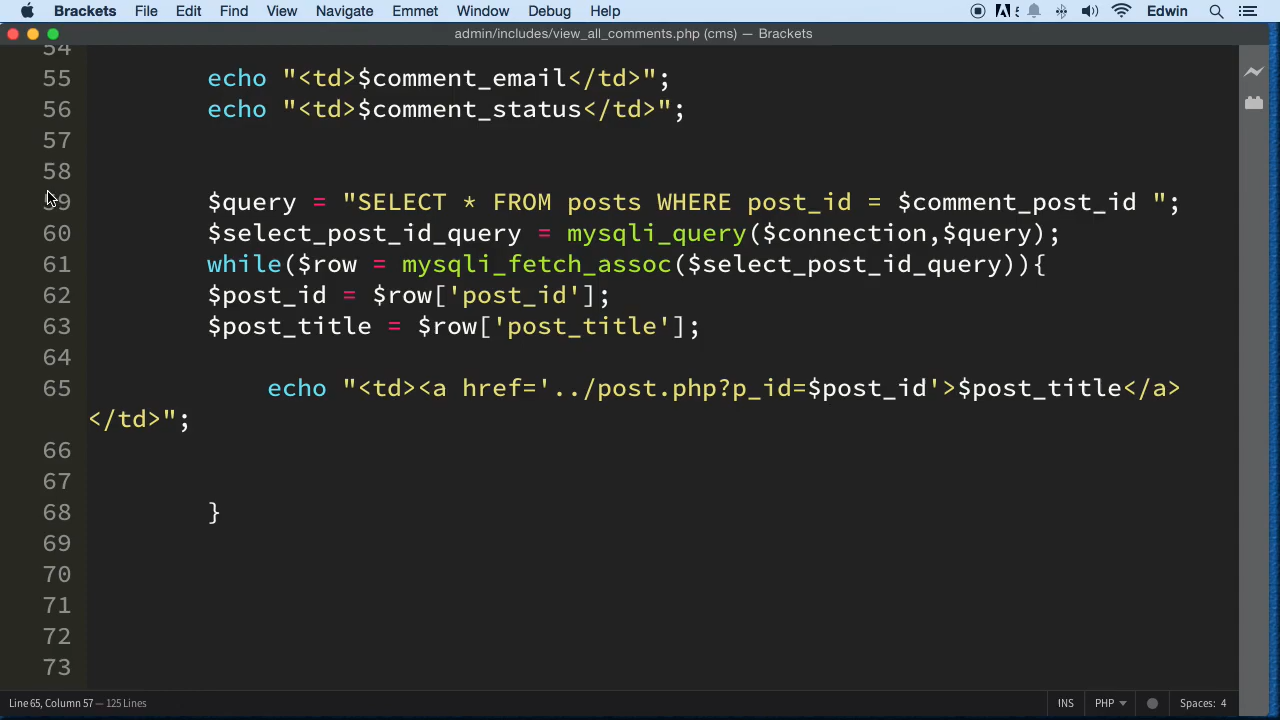 Brackets File Edit Find View Navigate Emmet Window Debug Help 5 Edwin
admin/includes/view_all_comments.php (cms) — Brackets
54
55 echo "<td>$comment_email</td>";
56 echo "<td>$comment_status</td>";
57
58
59 $query = "SELECT * FROM posts WHERE post_id = $comment_post_id ";
60 $select_post_id_query = mysqli_query($connection,$query);
61 while($row = mysqli_fetch_assoc($select_post_id_query)){
62 $post_id = $row['post_id'];
63 $post_title = $row['post_title'];
64
65 echo "<td><a href='../post.php?p_id=$post_id'>$post_title</a>
</td>";
66
67
68 }
69
70
71
72
73
Line 65, Column 57 — 125 Lines INS PHP Spaces: 4